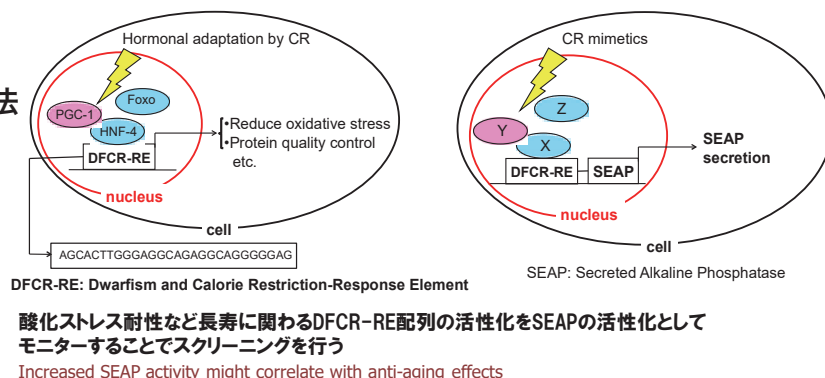 Hormonal adaptation by CR
法
PGC-1
Foxo
HNF-4
DFCR-RE
•Reduce oxidative stress
•Protein quality control
etc.
nucleus
cell
AGCACTTGGGAGGCAGAGGCAGGGGGAG
DFCR-RE: Dwarfism and Calorie Restriction-Response Element
CR mimetics
Z
Y
X
DFCR-RE
SEAP
SEAP
secretion
nucleus
cell
SEAP: Secreted Alkaline Phosphatase
酸化ストレス耐性など長寿に関わるDFCR-RE配列の活性化をSEAPの活性化として
モニターすることでスクリーニングを行う
Increased SEAP activity might correlate with anti-aging effects